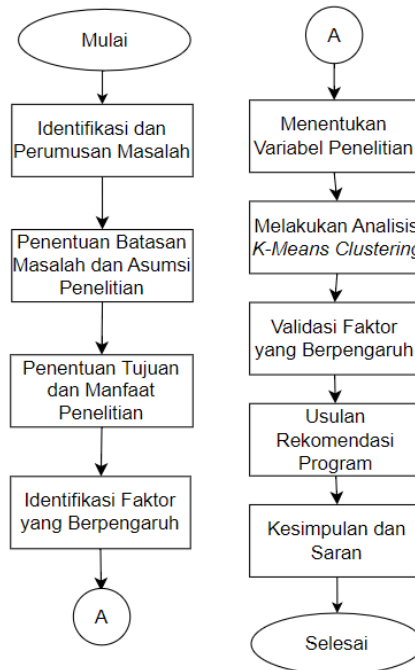 Mulai
Identifikasi dan
Perumusan Masalah
Penentuan Batasan
Masalah dan Asumsi
Penelitian
Penentuan Tujuan
dan Manfaat
Penelitian
Identifikasi Faktor
yang Berpengaruh
A
A
Menentukan
Variabel Penelitian
Melakukan Analisis
K-Means Clustering
Validasi Faktor
yang Berpengaruh
Usulan
Rekomendasi
Program
Kesimpulan dan
Saran
Selesai